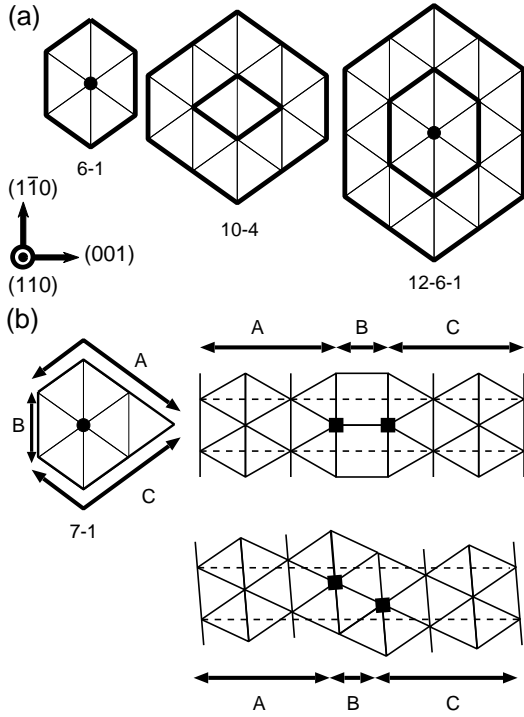 (a)
6-1
10-4
12-6-1
(11̅0)
(001)
(110)
(b)
A
B
C
7-1
A B C
A B C